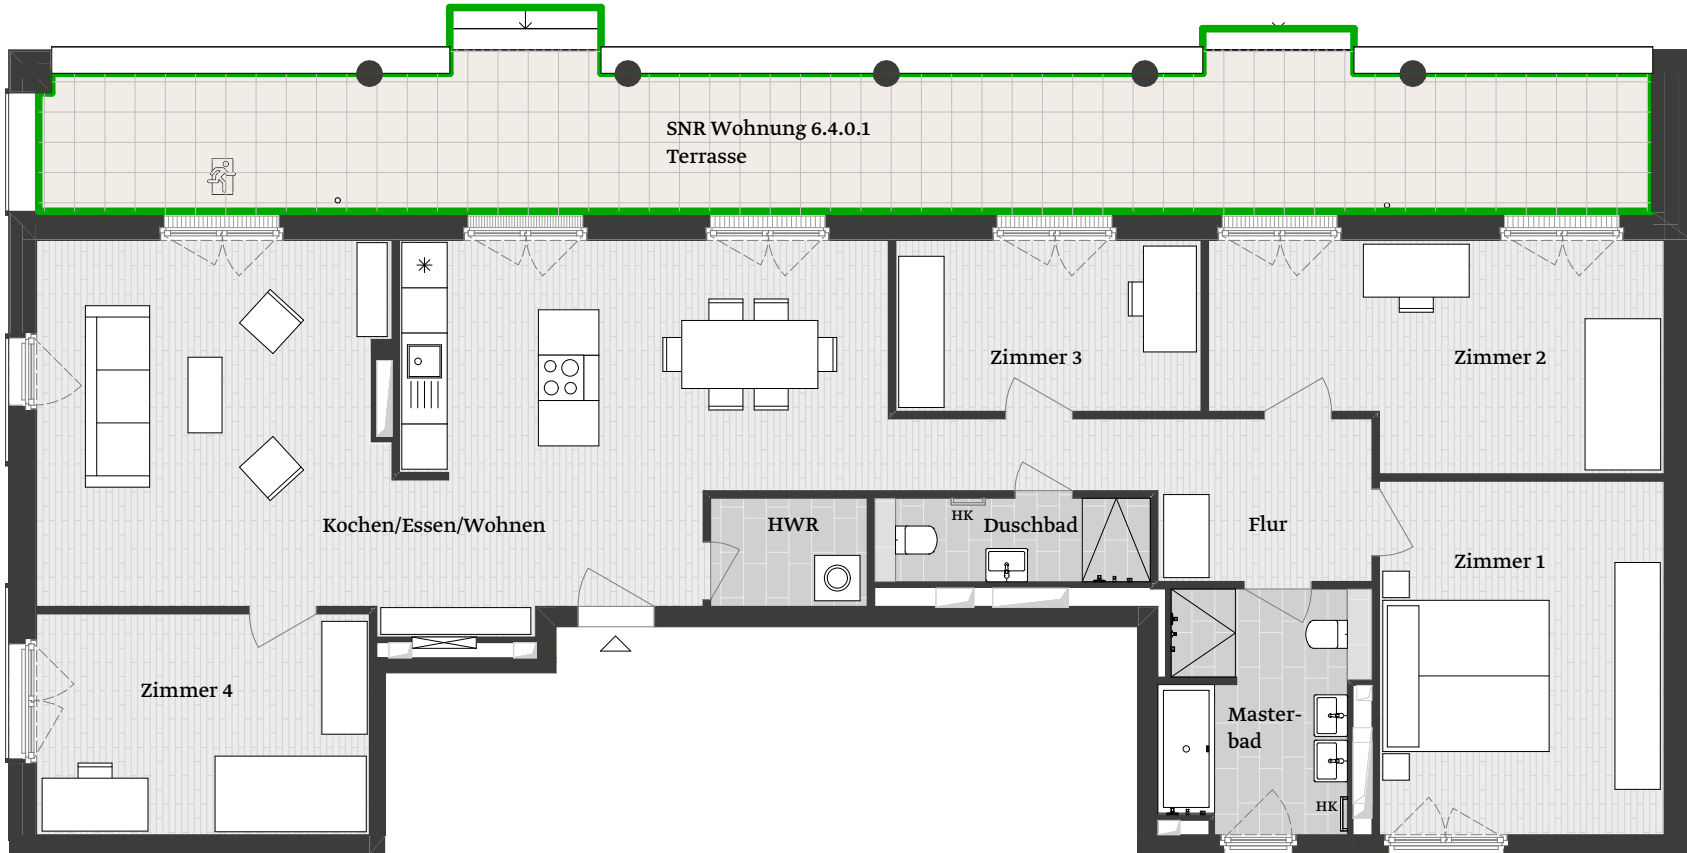 SNR Wohnung 6.4.0.1
Terrasse
Zimmer 3
Zimmer 2
Kochen/Essen/Wohnen
HWR
HK
Duschbad
Flur
Zimmer 1
Zimmer 4
Master-
bad
HK